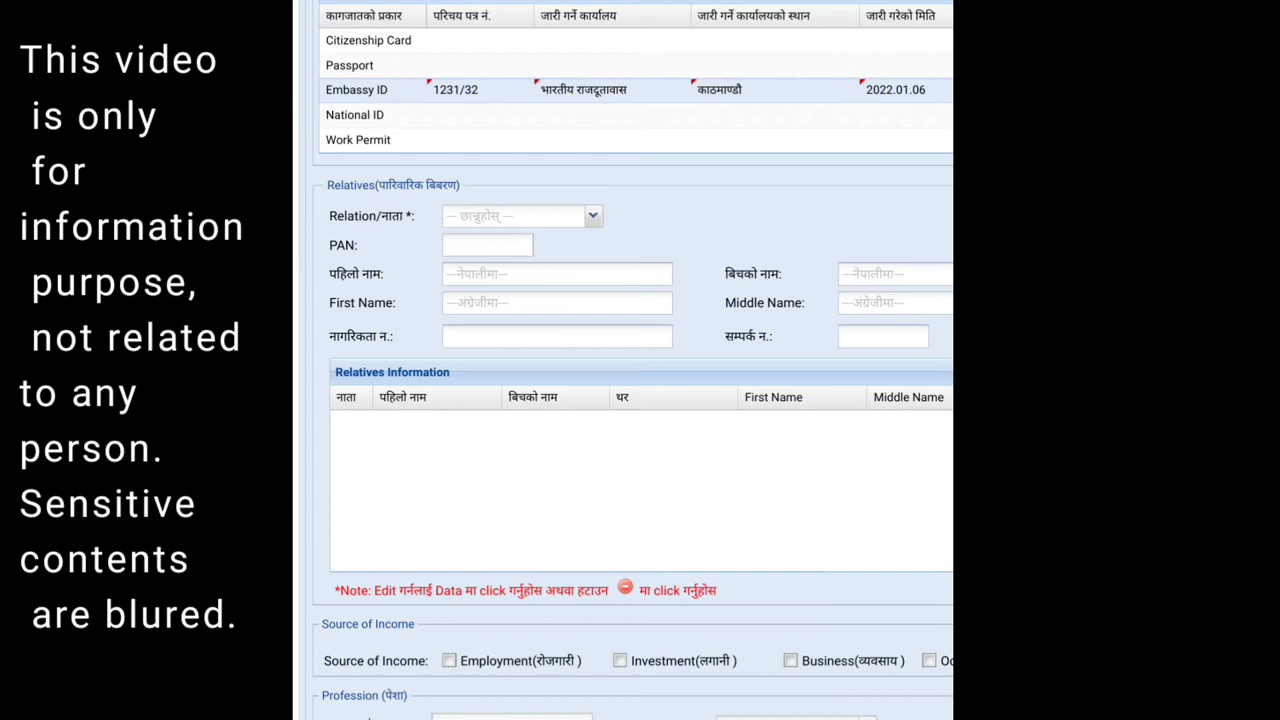 This video
is only
for
information
purpose,
not related
to any
person.
Sensitive
contents
are blured.
कागजातको प्रकार परिचय पत्र नं. जारी गर्ने कार्यालय जारी गर्ने कार्यालयको स्थान जारी गरेको मिति
Citizenship Card
Passport
Embassy ID 1231/32 भारतीय राजदूतावास काठमाण्डौ 2022.01.06
National ID
Work Permit
Relatives(पारिवारिक बिबरण)
Relation/नाता *: --- छान्नुहोस् ---
PAN:
पहिलो नाम: ---नेपालीमा--- बिचको नाम: ---नेपालीमा---
First Name: ---अंग्रेजीमा--- Middle Name: ---अंग्रेजीमा---
नागरिकता न.: सम्पर्क न.:
Relatives Information
नाता पहिलो नाम बिचको नाम थर First Name Middle Name
*Note: Edit गर्नलाई Data मा click गर्नुहोस अथवा हटाउन मा click गर्नुहोस
Source of Income
Source of Income: Employment(रोजगारी ) Investment(लगानी ) Business(व्यवसाय )
Profession (पेशा)